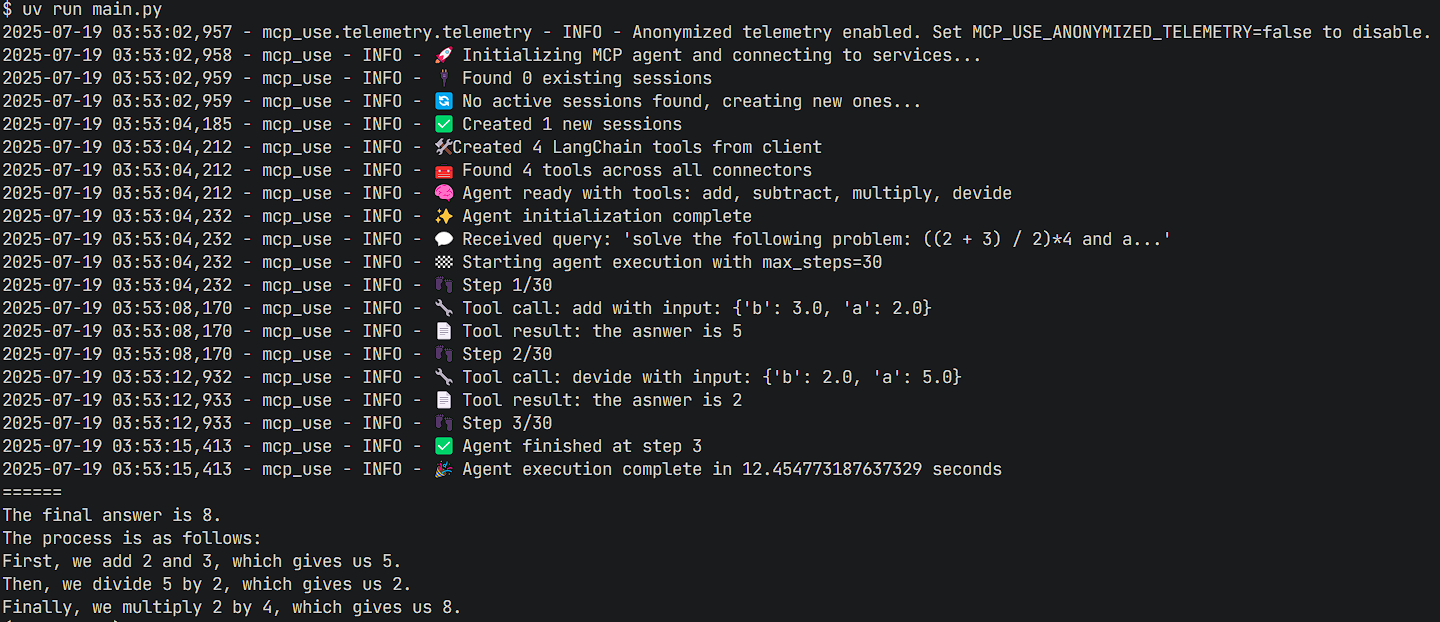 $ uv run main.py
2025-07-19 03:53:02,957 - mcp_use.telemetry.telemetry - INFO - Anonymized telemetry enabled. Set MCP_USE_ANONYMIZED_TELEMETRY=false to disable.
2025-07-19 03:53:02,958 - mcp_use - INFO - 🚀 Initializing MCP agent and connecting to services...
2025-07-19 03:53:02,959 - mcp_use - INFO - 🔌 Found 0 existing sessions
2025-07-19 03:53:02,959 - mcp_use - INFO - 🔄 No active sessions found, creating new ones...
2025-07-19 03:53:04,185 - mcp_use - INFO - ✅ Created 1 new sessions
2025-07-19 03:53:04,212 - mcp_use - INFO - 🛠️Created 4 LangChain tools from client
2025-07-19 03:53:04,212 - mcp_use - INFO - 🧰 Found 4 tools across all connectors
2025-07-19 03:53:04,212 - mcp_use - INFO - 🧠 Agent ready with tools: add, subtract, multiply, devide
2025-07-19 03:53:04,232 - mcp_use - INFO - ✨ Agent initialization complete
2025-07-19 03:53:04,232 - mcp_use - INFO - 💬 Received query: 'solve the following problem: ((2 + 3) / 2)*4 and a...'
2025-07-19 03:53:04,232 - mcp_use - INFO - 🏁 Starting agent execution with max_steps=30
2025-07-19 03:53:04,232 - mcp_use - INFO - 👣 Step 1/30
2025-07-19 03:53:08,170 - mcp_use - INFO - 🔧 Tool call: add with input: {'b': 3.0, 'a': 2.0}
2025-07-19 03:53:08,170 - mcp_use - INFO - 📄 Tool result: the asnwer is 5
2025-07-19 03:53:08,170 - mcp_use - INFO - 👣 Step 2/30
2025-07-19 03:53:12,932 - mcp_use - INFO - 🔧 Tool call: devide with input: {'b': 2.0, 'a': 5.0}
2025-07-19 03:53:12,933 - mcp_use - INFO - 📄 Tool result: the asnwer is 2
2025-07-19 03:53:12,933 - mcp_use - INFO - 👣 Step 3/30
2025-07-19 03:53:15,413 - mcp_use - INFO - ✅ Agent finished at step 3
2025-07-19 03:53:15,413 - mcp_use - INFO - 🎉 Agent execution complete in 12.454773187637329 seconds
======
The final answer is 8.
The process is as follows:
First, we add 2 and 3, which gives us 5.
Then, we divide 5 by 2, which gives us 2.
Finally, we multiply 2 by 4, which gives us 8.